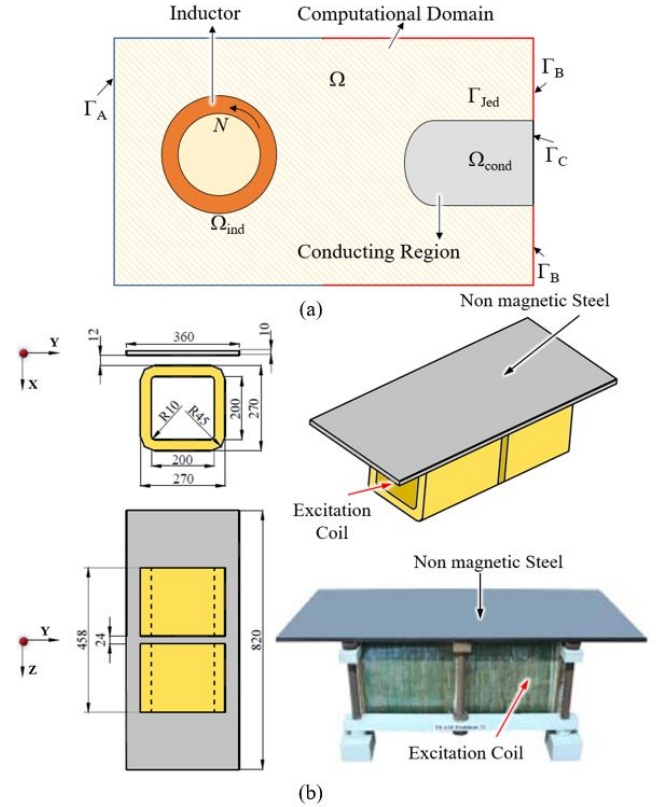 Inductor
Computational Domain
Ω
Γ_A
Γ_B
Γ_Jed
N
Ω_cond
Γ_C
Ω_ind
Conducting Region
Γ_B
(a)
Non magnetic Steel
12
360
10
Y
X
R10
R45
200
270
200
270
Excitation
Coil
Non magnetic Steel
458
24
Y
Z
820
Excitation Coil
(b)